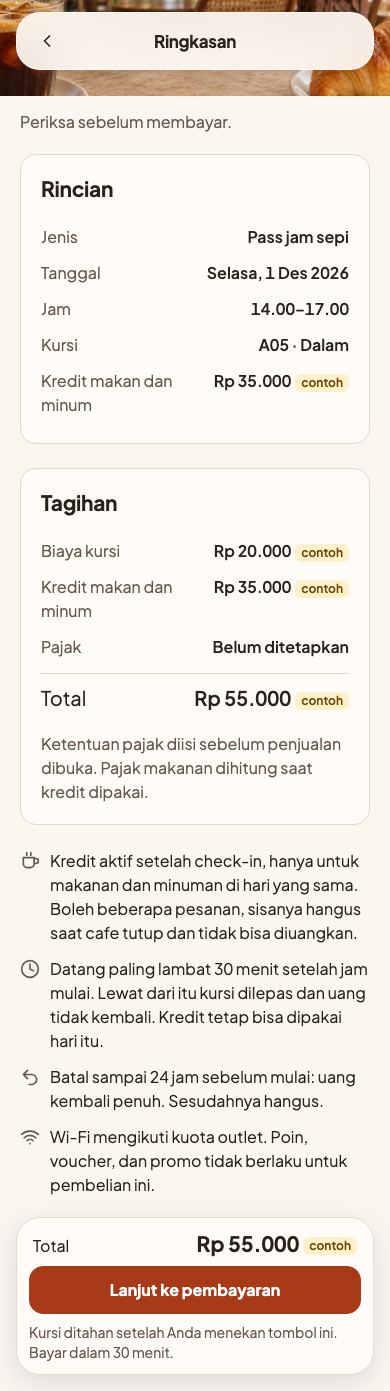 Ringkasan
Periksa sebelum membayar.
Rincian
Jenis Pass jam sepi
Tanggal Selasa, 1 Des 2026
Jam 14.00–17.00
Kursi A05 · Dalam
Kredit makan dan minum Rp 35.000 contoh
Tagihan
Biaya kursi Rp 20.000 contoh
Kredit makan dan minum Rp 35.000 contoh
Pajak Belum ditetapkan
Total Rp 55.000 contoh
Ketentuan pajak diisi sebelum penjualan
dibuka. Pajak makanan dihitung saat
kredit dipakai.
Kredit aktif setelah check-in, hanya untuk
makanan dan minuman di hari yang sama.
Boleh beberapa pesanan, sisanya hangus
saat cafe tutup dan tidak bisa diuangkan.
Datang paling lambat 30 menit setelah jam
mulai. Lewat dari itu kursi dilepas dan uang
tidak kembali. Kredit tetap bisa dipakai
hari itu.
Batal sampai 24 jam sebelum mulai: uang
kembali penuh. Sesudahnya hangus.
Wi-Fi mengikuti kuota outlet. Poin,
voucher, dan promo tidak berlaku untuk
pembelian ini.
Total Rp 55.000 contoh
Lanjut ke pembayaran
Kursi ditahan setelah Anda menekan tombol ini.
Bayar dalam 30 menit.